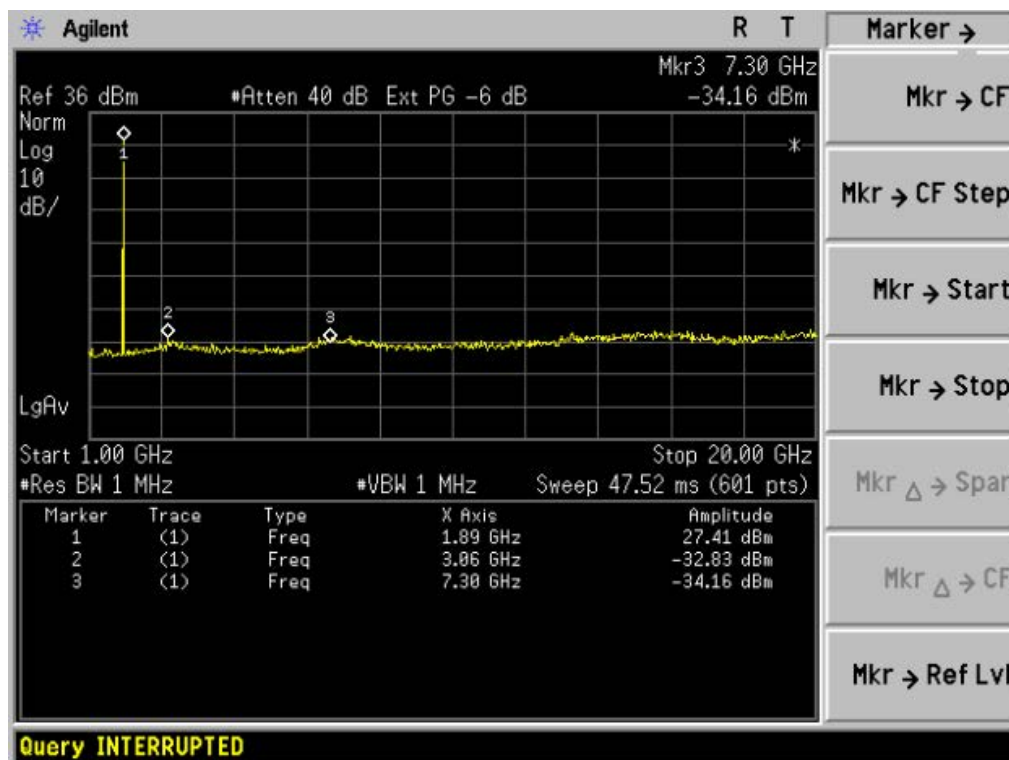 Agilent R T Marker →
Mkr3 7.30 GHz
Ref 36 dBm #Atten 40 dB Ext PG -6 dB -34.16 dBm
Norm
Log
10
dB/
1
*
2
3
LgAv
Start 1.00 GHz Stop 20.00 GHz
#Res BW 1 MHz #VBW 1 MHz Sweep 47.52 ms (601 pts)
Marker Trace Type X Axis Amplitude
1 (1) Freq 1.89 GHz 27.41 dBm
2 (1) Freq 3.06 GHz -32.83 dBm
3 (1) Freq 7.30 GHz -34.16 dBm
Mkr → CF
Mkr → CF Step
Mkr → Start
Mkr → Stop
Mkr △ → Span
Mkr △ → CF
Mkr → Ref Lvl
Query INTERRUPTED